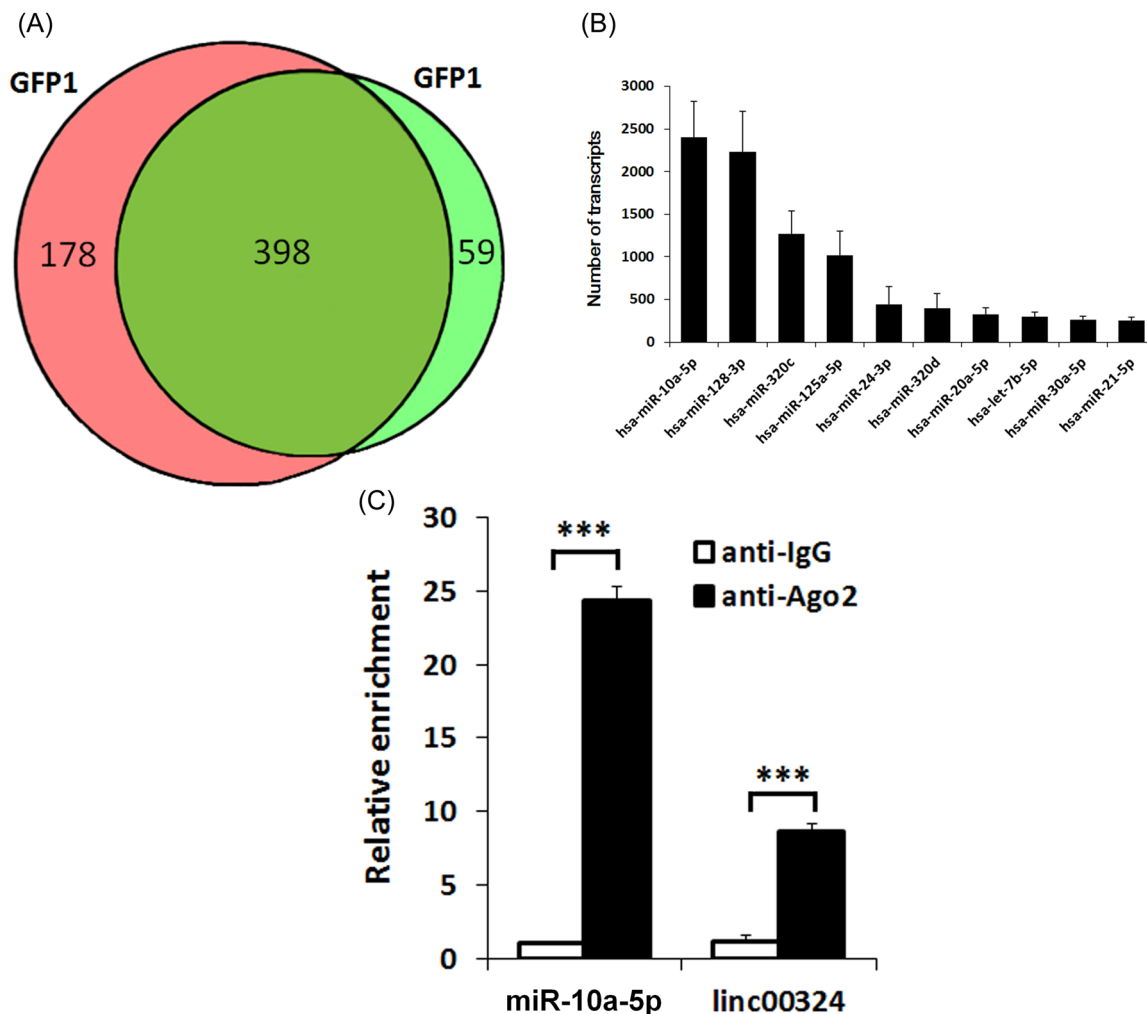 (A)
GFP1
GFP1
178
398
59
(B)
Number of transcripts
3000
2500
2000
1500
1000
500
0
hsa-miR-10a-5p
hsa-miR-128-3p
hsa-miR-320c
hsa-miR-125a-5p
hsa-miR-24-3p
hsa-miR-320d
hsa-miR-20a-5p
hsa-let-7b-5p
hsa-miR-30a-5p
hsa-miR-21-5p
(C)
Relative enrichment
30
25
20
15
10
5
0
***
***
anti-IgG
anti-Ago2
miR-10a-5p
linc00324